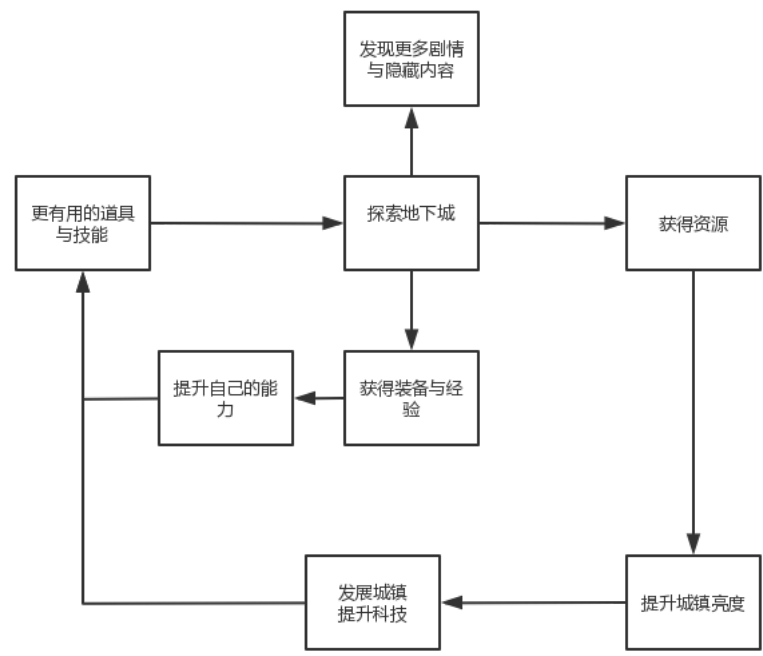 发现更多剧情
与隐藏内容
更有用的道具
与技能
探索地下城
获得资源
提升自己的能
力
获得装备与经
验
发展城镇
提升科技
提升城镇亮度